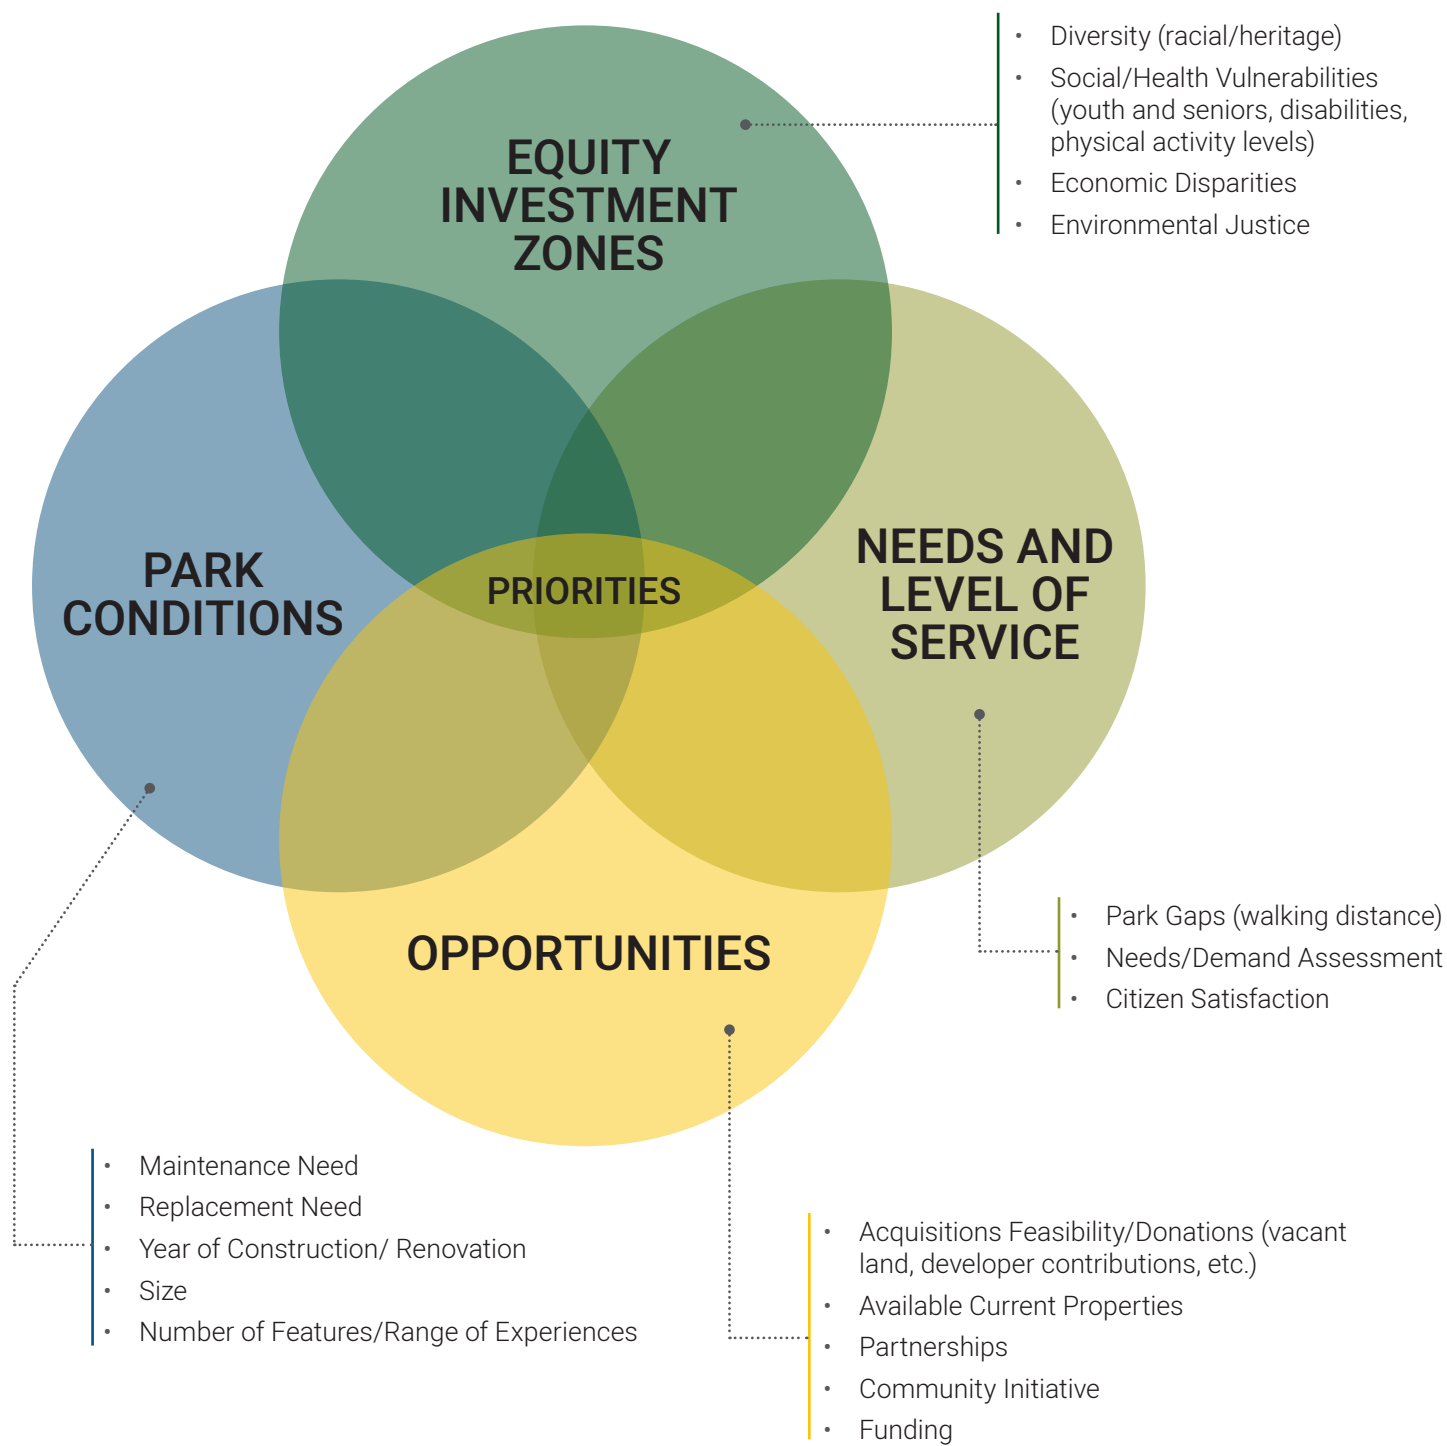 • Diversity (racial/heritage)
• Social/Health Vulnerabilities
(youth and seniors, disabilities,
physical activity levels)
• Economic Disparities
• Environmental Justice
EQUITY
INVESTMENT
ZONES
PARK
CONDITIONS
PRIORITIES
NEEDS AND
LEVEL OF
SERVICE
OPPORTUNITIES
• Park Gaps (walking distance)
• Needs/Demand Assessment
• Citizen Satisfaction
• Maintenance Need
• Replacement Need
• Year of Construction/ Renovation
• Size
• Number of Features/Range of Experiences
• Acquisitions Feasibility/Donations (vacant
land, developer contributions, etc.)
• Available Current Properties
• Partnerships
• Community Initiative
• Funding